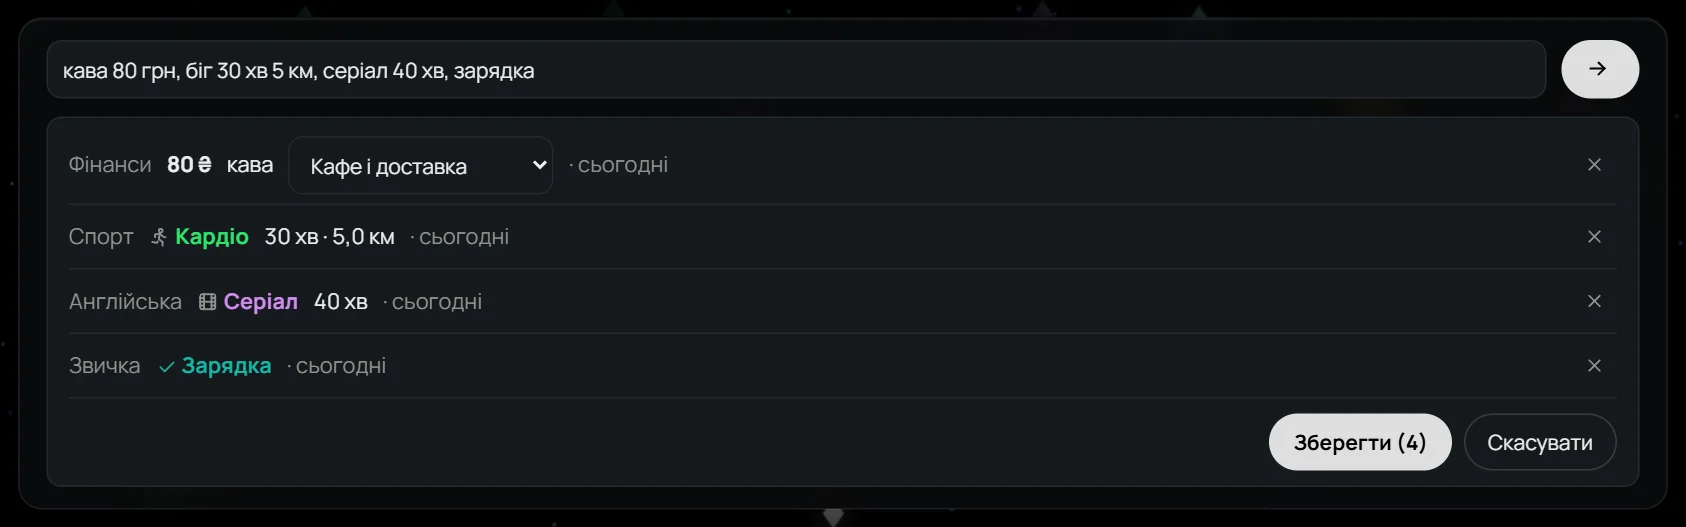 кава 80 грн, біг 30 хв 5 км, серіал 40 хв, зарядка
Фінанси 80 ₴ кава Кафе і доставка · сьогодні
Спорт Кардіо 30 хв · 5,0 км · сьогодні
Англійська Серіал 40 хв · сьогодні
Звичка Зарядка · сьогодні
Зберегти (4) Скасувати